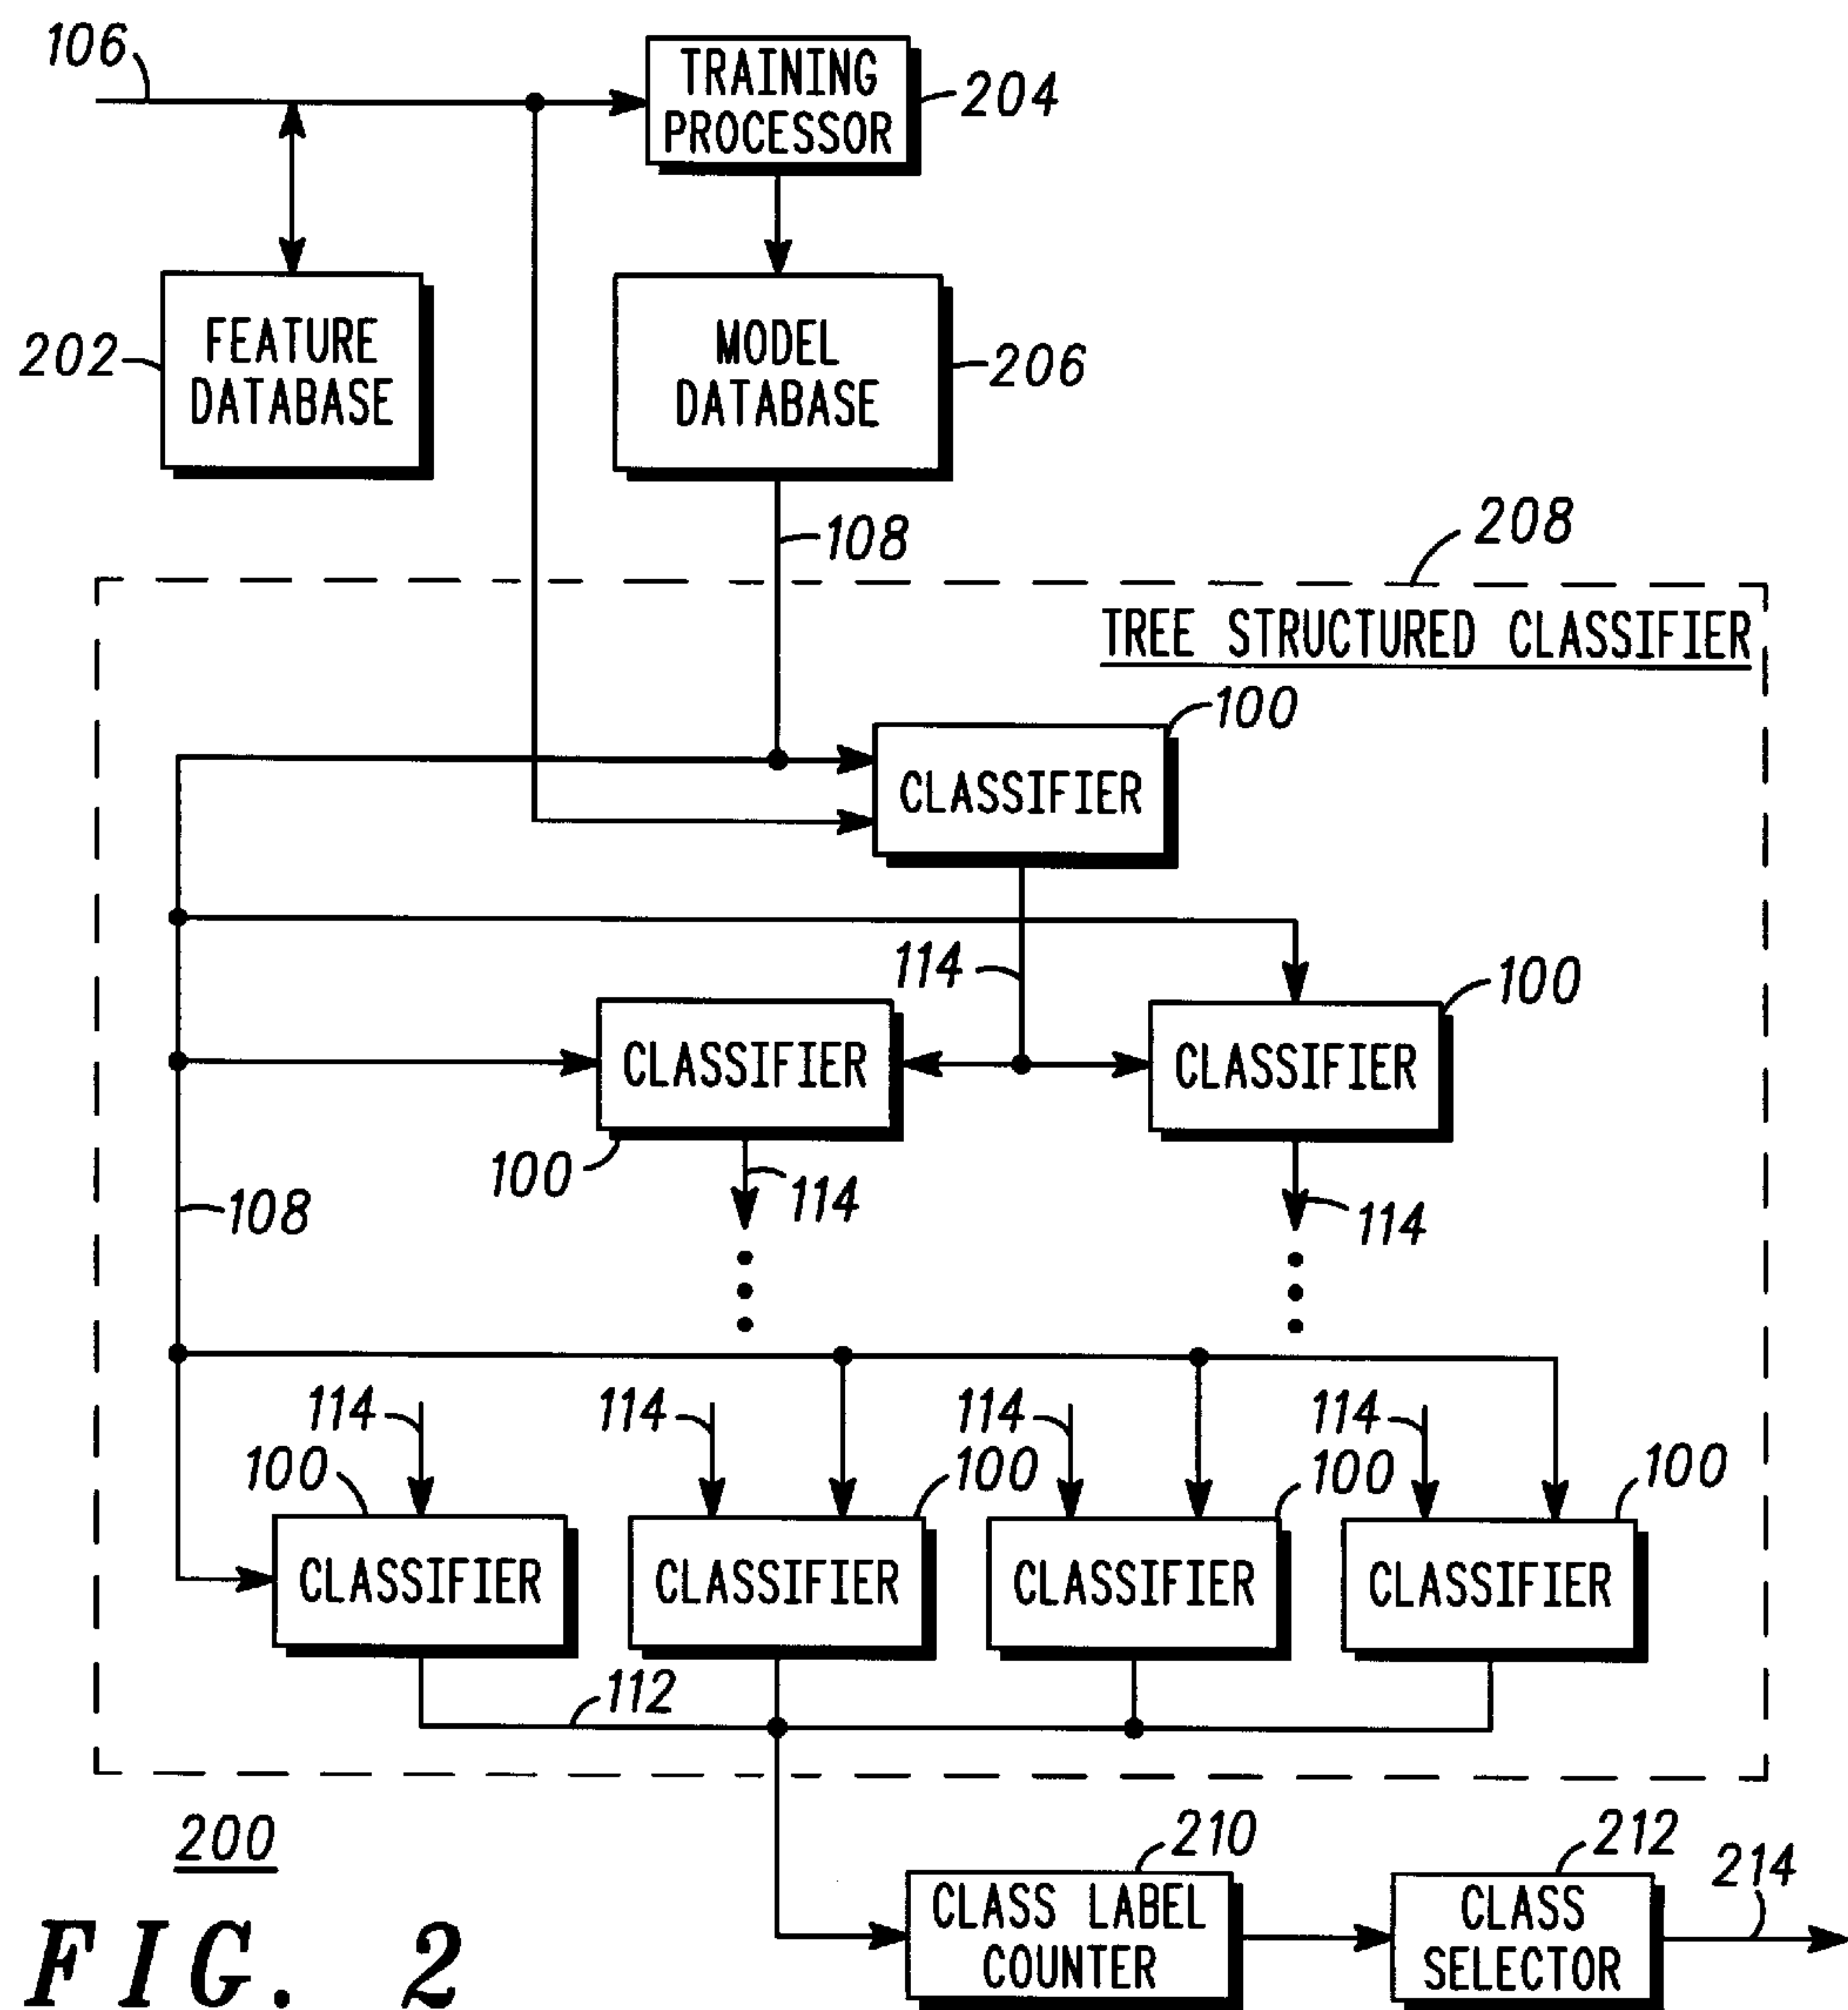 106
TRAINING
PROCESSOR
204
202
FEATURE
DATABASE
MODEL
DATABASE
206
108
208
TREE STRUCTURED CLASSIFIER
100
CLASSIFIER
114
100
CLASSIFIER
CLASSIFIER
100
114
108
114
114
114
114
114
100
100
100
100
CLASSIFIER
CLASSIFIER
CLASSIFIER
CLASSIFIER
112
200
210
212
214
CLASS LABEL
COUNTER
CLASS
SELECTOR
FIG. 2